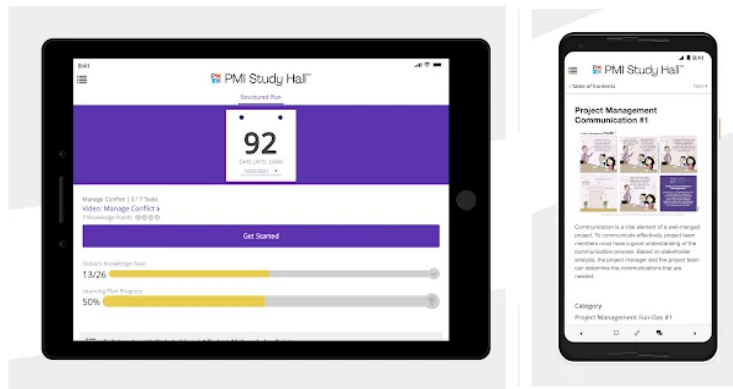 9:41
PMI Study Hall™
Structured Plan
92
DAYS UNTIL EXAM
Manage Conflict | 0 / 7 Tasks
Video: Manage Conflict >
7 Knowledge Points
Get Started
Today's Knowledge Goal
13/26
Learning Plan Progress
50%
9:41
PMI Study Hall™
< Table of Contents
Next >
Project Management
Communication #1
Communication is a vital element of a well-manged
project. To communicate effectively, project team
members must have a good understanding of the
communication process. Based on stakeholder
analysis, the project manager and the project team
can determine the communications that are
needed.
Category
Project Management Fun-Das #1